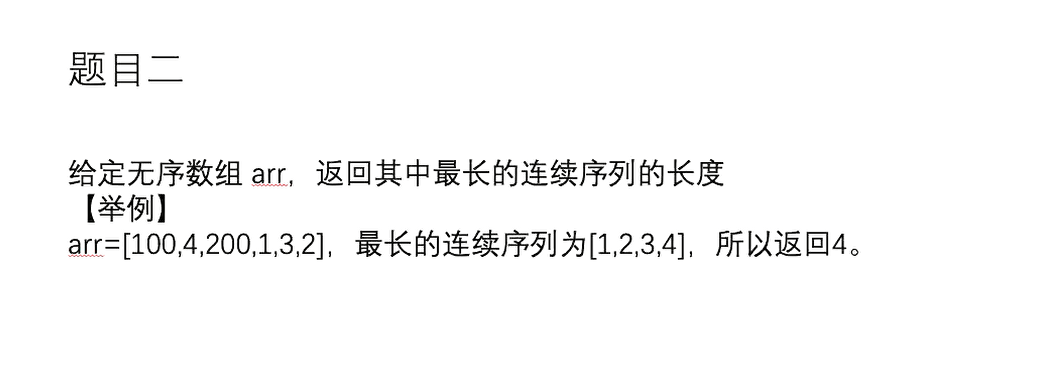 题目二
给定无序数组 arr，返回其中最长的连续序列的长度
【举例】
arr=[100,4,200,1,3,2]，最长的连续序列为[1,2,3,4]，所以返回4。